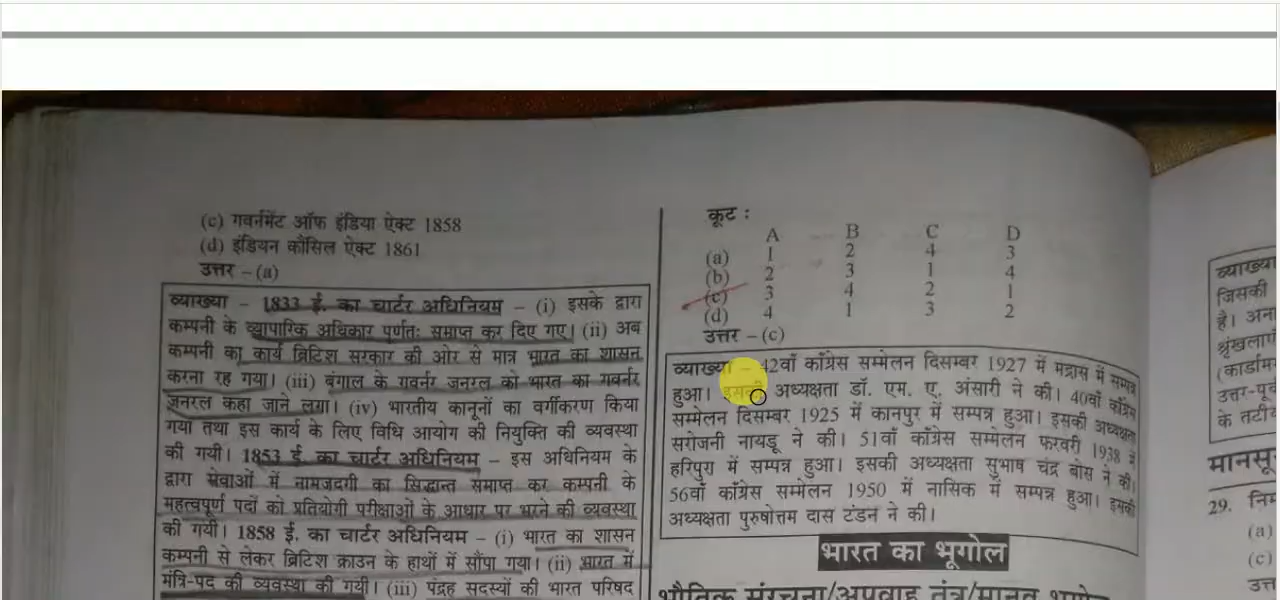 (c) गवर्नमेंट ऑफ इंडिया ऐक्ट 1858
(d) इंडियन कौंसिल ऐक्ट 1861
उत्तर – (a)
व्याख्या – 1833 ई. का चार्टर अधिनियम – (i) इसके द्वारा
कम्पनी के व्यापारिक अधिकार पूर्णतः समाप्त कर दिए गए। (ii) अब
कम्पनी का कार्य ब्रिटिश सरकार की ओर से मात्र भारत का शासन
करना रह गया। (iii) बंगाल के गवर्नर जनरल को भारत का गवर्नर
जनरल कहा जाने लगा। (iv) भारतीय कानूनों का वर्गीकरण किया
गया तथा इस कार्य के लिए विधि आयोग की नियुक्ति की व्यवस्था
की गयी। 1853 ई. का चार्टर अधिनियम – इस अधिनियम के
द्वारा सेवाओं में नामजदगी का सिद्धान्त समाप्त कर कम्पनी के
महत्वपूर्ण पदों को प्रतियोगी परीक्षाओं के आधार पर भरने की व्यवस्था
की गयी। 1858 ई. का चार्टर अधिनियम – (i) भारत का शासन
कम्पनी से लेकर ब्रिटिश क्राउन के हाथों में सौंपा गया। (ii) भारत में
मंत्रि-पद की व्यवस्था की गयी। (iii) पंद्रह सदस्यों की भारत परिषद
कूट :
A B C D
(a) 1 2 4 3
(b) 2 3 1 4
(c) 3 4 2 1
(d) 4 1 3 2
उत्तर – (c)
व्याख्या – 42वाँ काँग्रेस सम्मेलन दिसम्बर 1927 में मद्रास में सम्पन्न
हुआ। इसकी अध्यक्षता डॉ. एम. ए. अंसारी ने की। 40वाँ काँग्रेस
सम्मेलन दिसम्बर 1925 में कानपुर में सम्पन्न हुआ। इसकी अध्यक्षता
सरोजनी नायडू ने की। 51वाँ काँग्रेस सम्मेलन फरवरी 1938 में
हरिपुरा में सम्पन्न हुआ। इसकी अध्यक्षता सुभाष चंद्र बोस ने की।
56वाँ काँग्रेस सम्मेलन 1950 में नासिक में सम्पन्न हुआ। इसकी
अध्यक्षता पुरुषोत्तम दास टंडन ने की।
भारत का भूगोल
भौतिक संरचना/अपवाह तंत्र/मानव भूगोल
व्याख्या
जिसकी
है।
(कार्डाम
के
29.
(a)
(c)